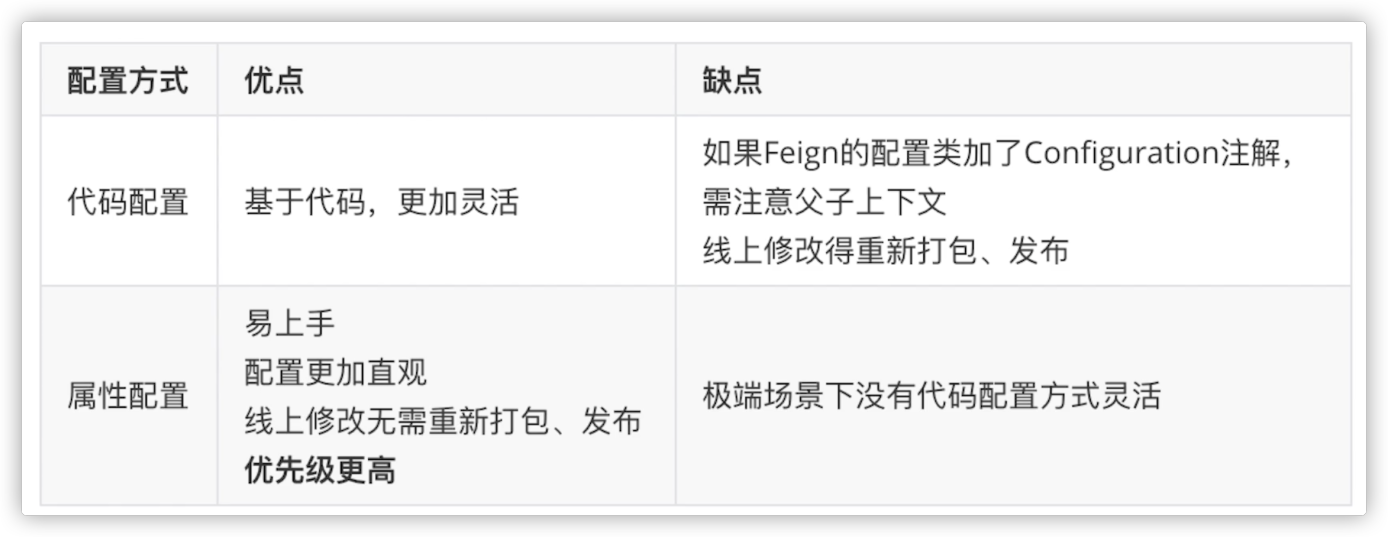 配置方式 优点 缺点
代码配置
基于代码，更加灵活
如果Feign的配置类加了Configuration注解，
需注意父子上下文
线上修改得重新打包、发布
属性配置
易上手
配置更加直观
线上修改无需重新打包、发布
优先级更高
极端场景下没有代码配置方式灵活